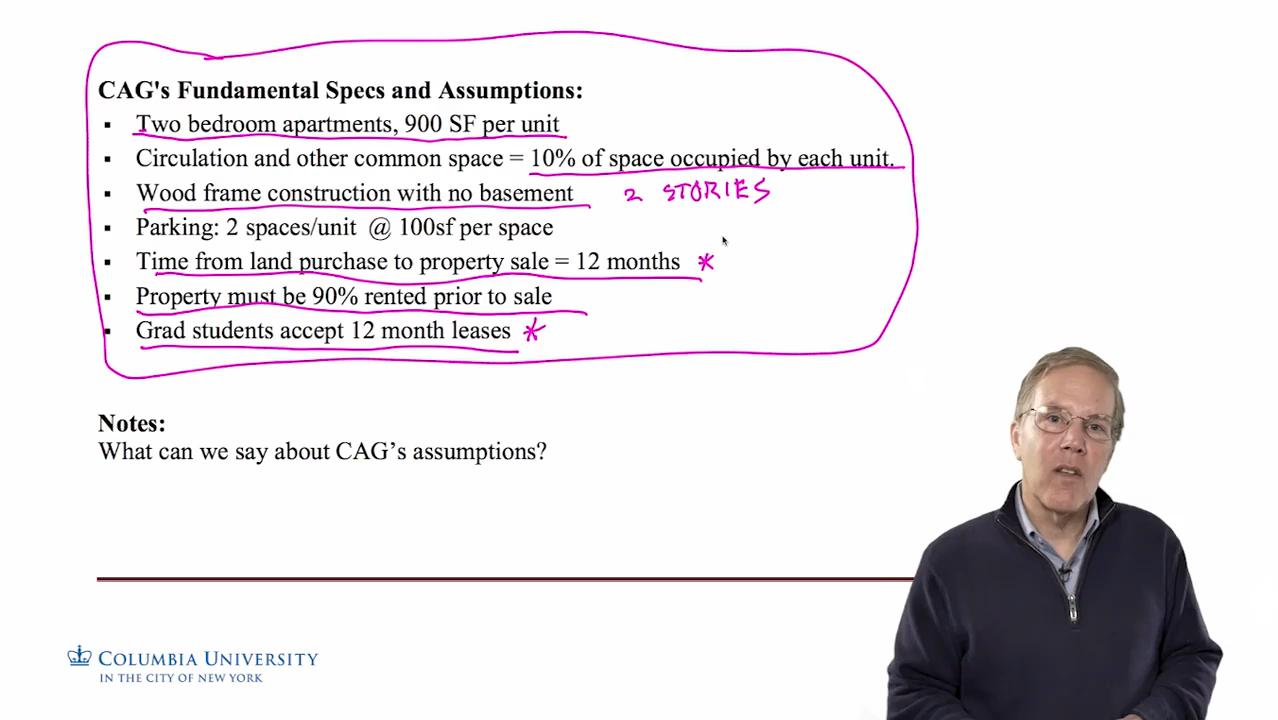 CAG's Fundamental Specs and Assumptions:
▪ Two bedroom apartments, 900 SF per unit
▪ Circulation and other common space = 10% of space occupied by each unit.
▪ Wood frame construction with no basement 2 STORIES
▪ Parking: 2 spaces/unit @ 100sf per space
▪ Time from land purchase to property sale = 12 months *
▪ Property must be 90% rented prior to sale
▪ Grad students accept 12 month leases *
Notes:
What can we say about CAG’s assumptions?
COLUMBIA UNIVERSITY
IN THE CITY OF NEW YORK